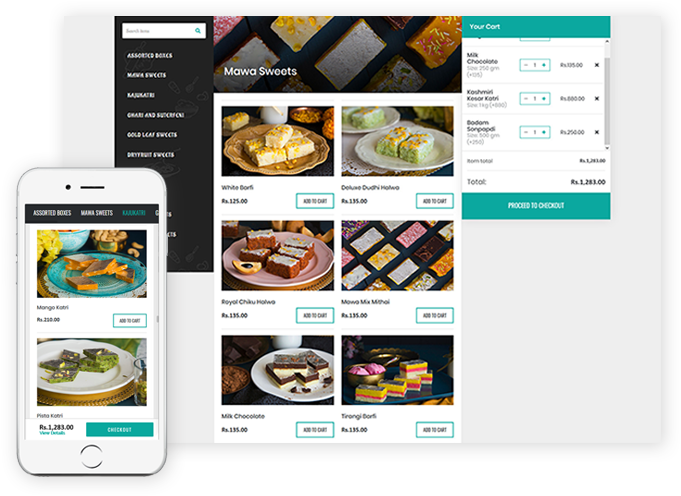 Search Items
ASSORTED BOXES
MAWA SWEETS
KAJUKATRI
GHARI AND SUTERFENI
GOLD LEAF SWEETS
DRYFRUIT SWEETS
Mawa Sweets
White Barfi
Rs.125.00
ADD TO CART
Deluxe Dudhi Halwa
Rs.135.00
ADD TO CART
Royal Chiku Halwa
Rs.135.00
ADD TO CART
Mawa Mix Mithai
Rs.135.00
ADD TO CART
Milk Chocolate
Rs.135.00
ADD TO CART
Tirangi Barfi
Rs.135.00
ADD TO CART
Your Cart
Milk
Chocolate
Size: 250 gm
(+135)
− 1 +
Rs.135.00
×
Kashmiri
Kesar Katri
Size: 1 kg (+880)
− 1 +
Rs.880.00
×
Badam
Sonpapdi
Size: 500 gm
(+250)
− 1 +
Rs.250.00
×
Item total
Rs.1,283.00
Total:
Rs.1,283.00
PROCEED TO CHECKOUT
ASSORTED BOXES MAWA SWEETS KAJUKATRI G
Mango Katri
Rs.210.00
ADD TO CART
Pista Katri
Rs.1,283.00
View Details
CHECKOUT